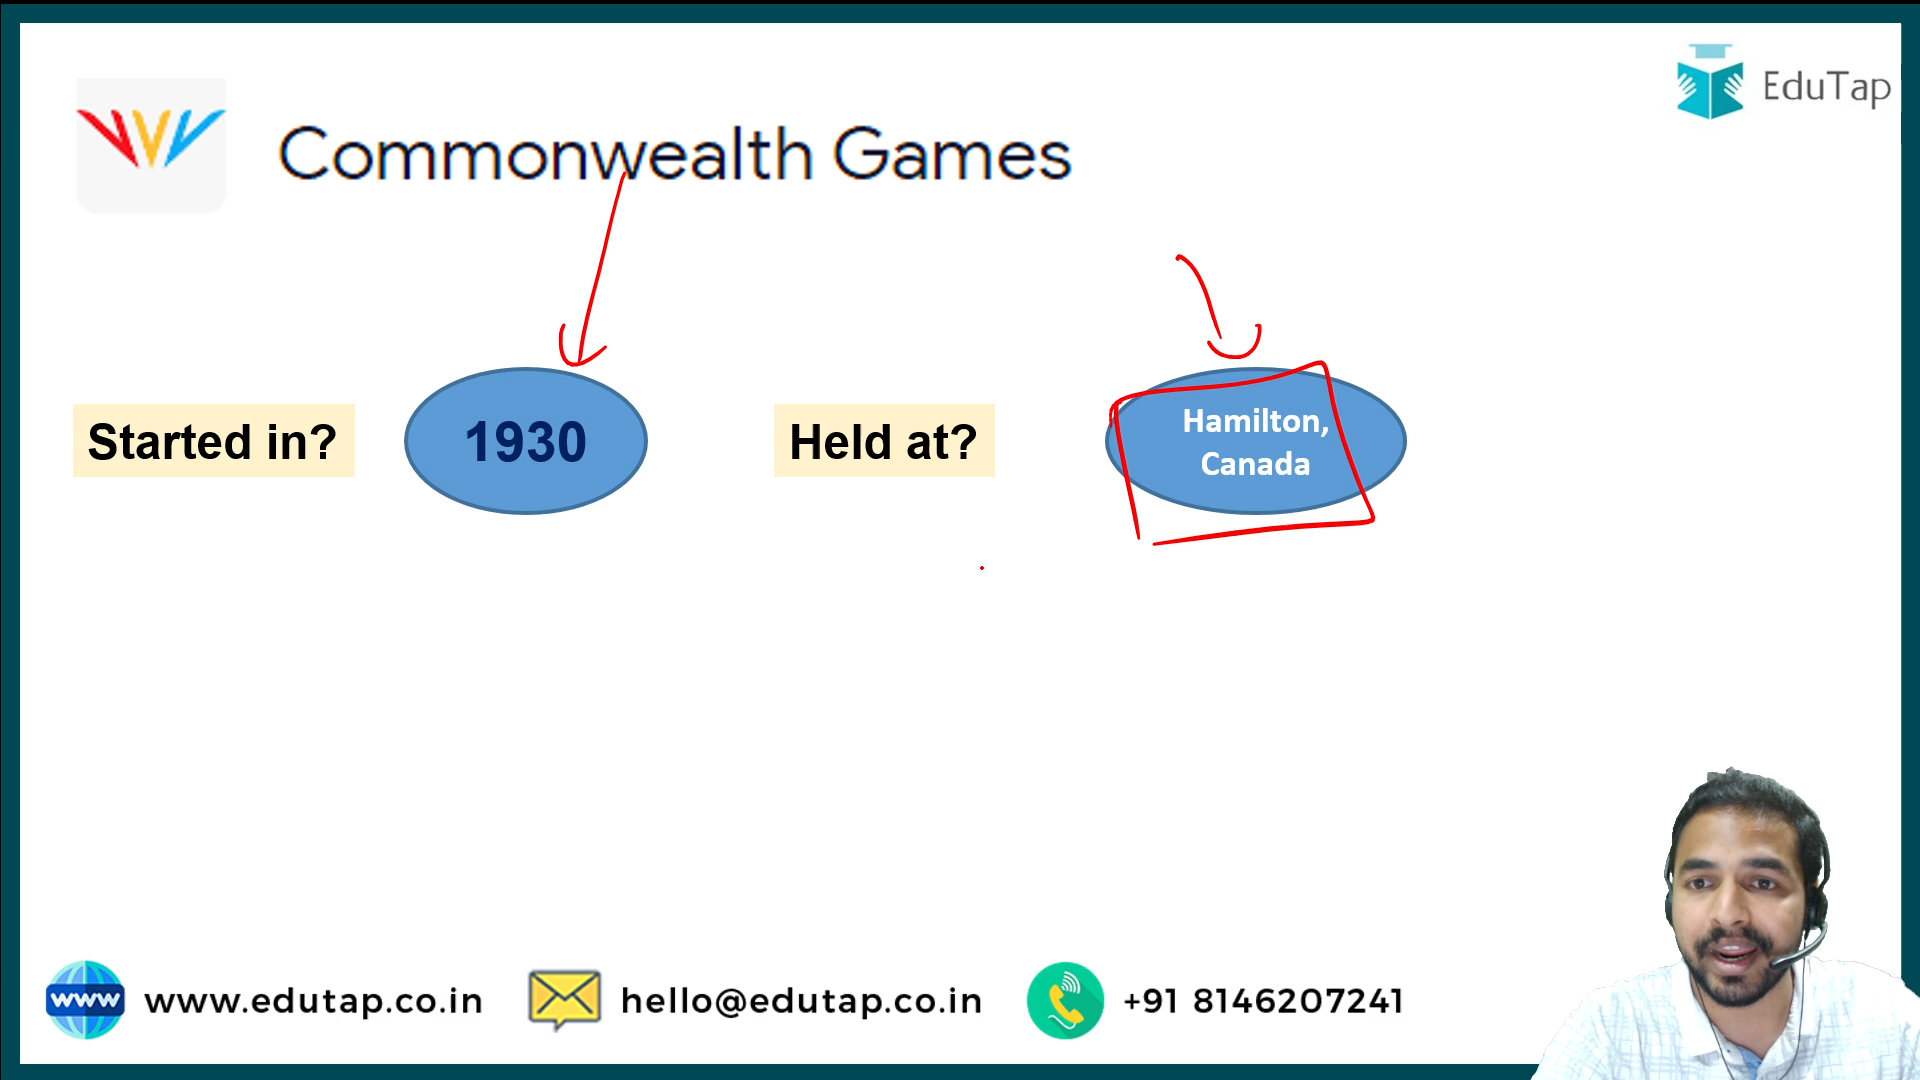 EduTap
Commonwealth Games
Started in?
1930
Held at?
Hamilton,
Canada
www
www.edutap.co.in
hello@edutap.co.in
+91 8146207241